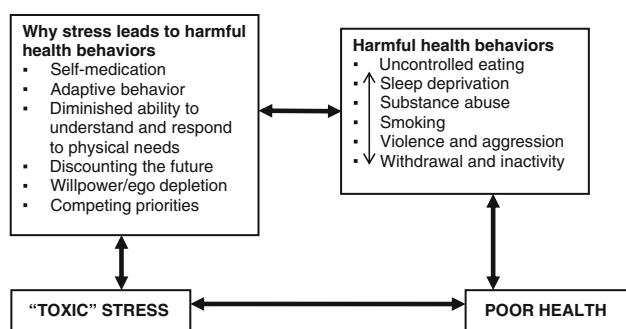 Why stress leads to harmful
health behaviors
▪ Self-medication
▪ Adaptive behavior
▪ Diminished ability to
understand and respond
to physical needs
▪ Discounting the future
▪ Willpower/ego depletion
▪ Competing priorities
Harmful health behaviors
▪ Uncontrolled eating
▪ Sleep deprivation
▪ Substance abuse
▪ Smoking
▪ Violence and aggression
▪ Withdrawal and inactivity
“TOXIC” STRESS
POOR HEALTH